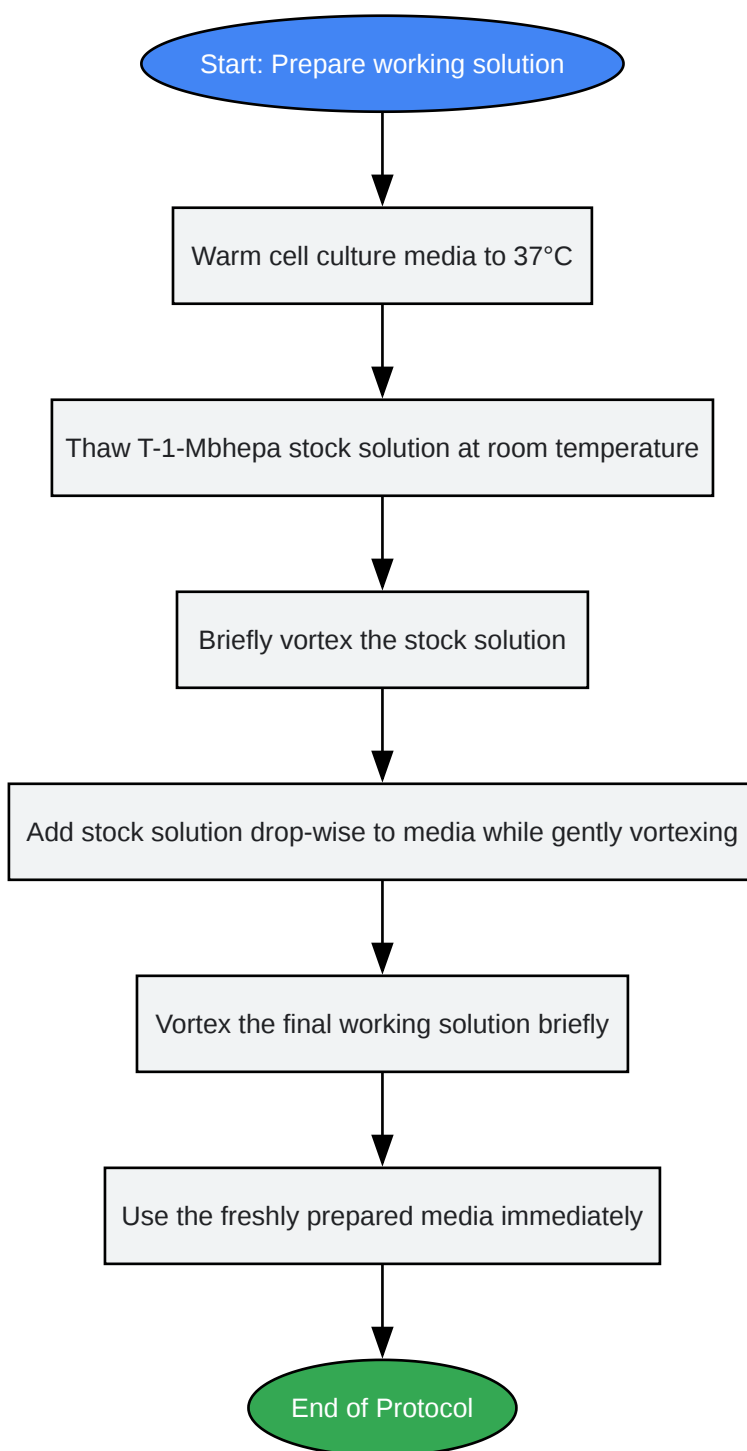 Start: Prepare working solution
Warm cell culture media to 37°C
Thaw T-1-Mbhepa stock solution at room temperature
Briefly vortex the stock solution
Add stock solution drop-wise to media while gently vortexing
Vortex the final working solution briefly
Use the freshly prepared media immediately
End of Protocol